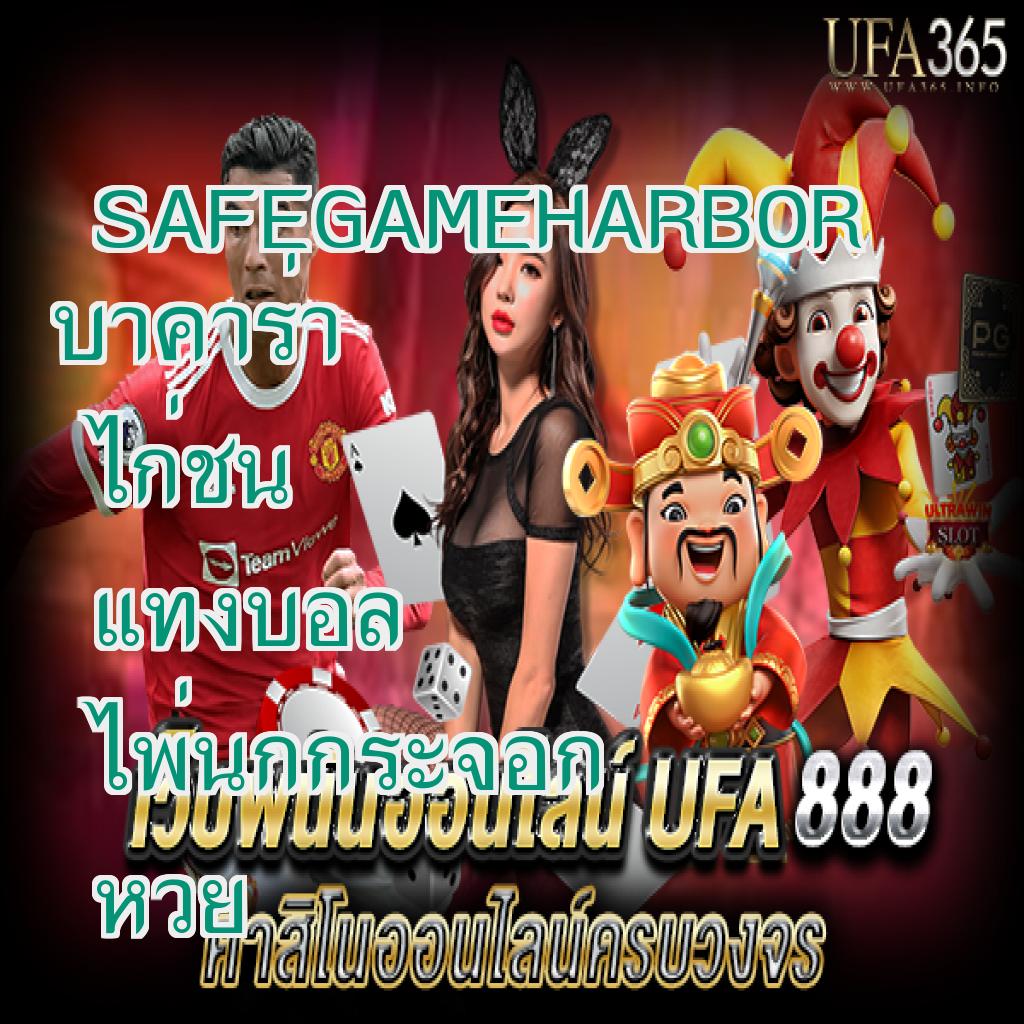 UFA365
WWW.UFA365.INFO
SAFEGAMEHARBOR
บาคาร่า
ไก่ชน
TeamViewer
แทงบอล
PG
ULTRAWIN
SLOT
A
ไพ่นกกระจอก
เว็บพนันออนไลน์ UFA 888
หวย
คาสิโนออนไลน์ครบวงจร